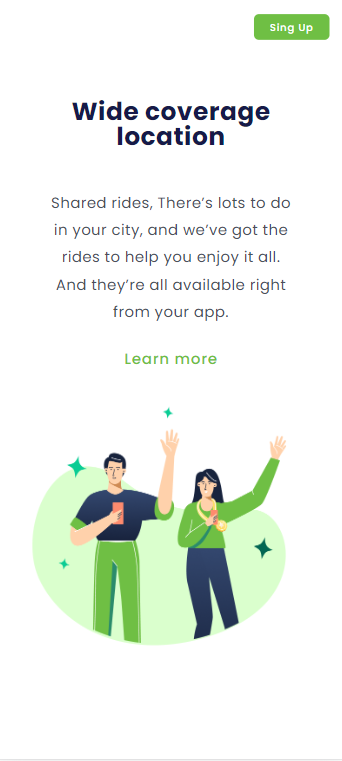 Sing Up
Wide coverage
location
Shared rides, There’s lots to do
in your city, and we’ve got the
rides to help you enjoy it all.
And they’re all available right
from your app.
Learn more